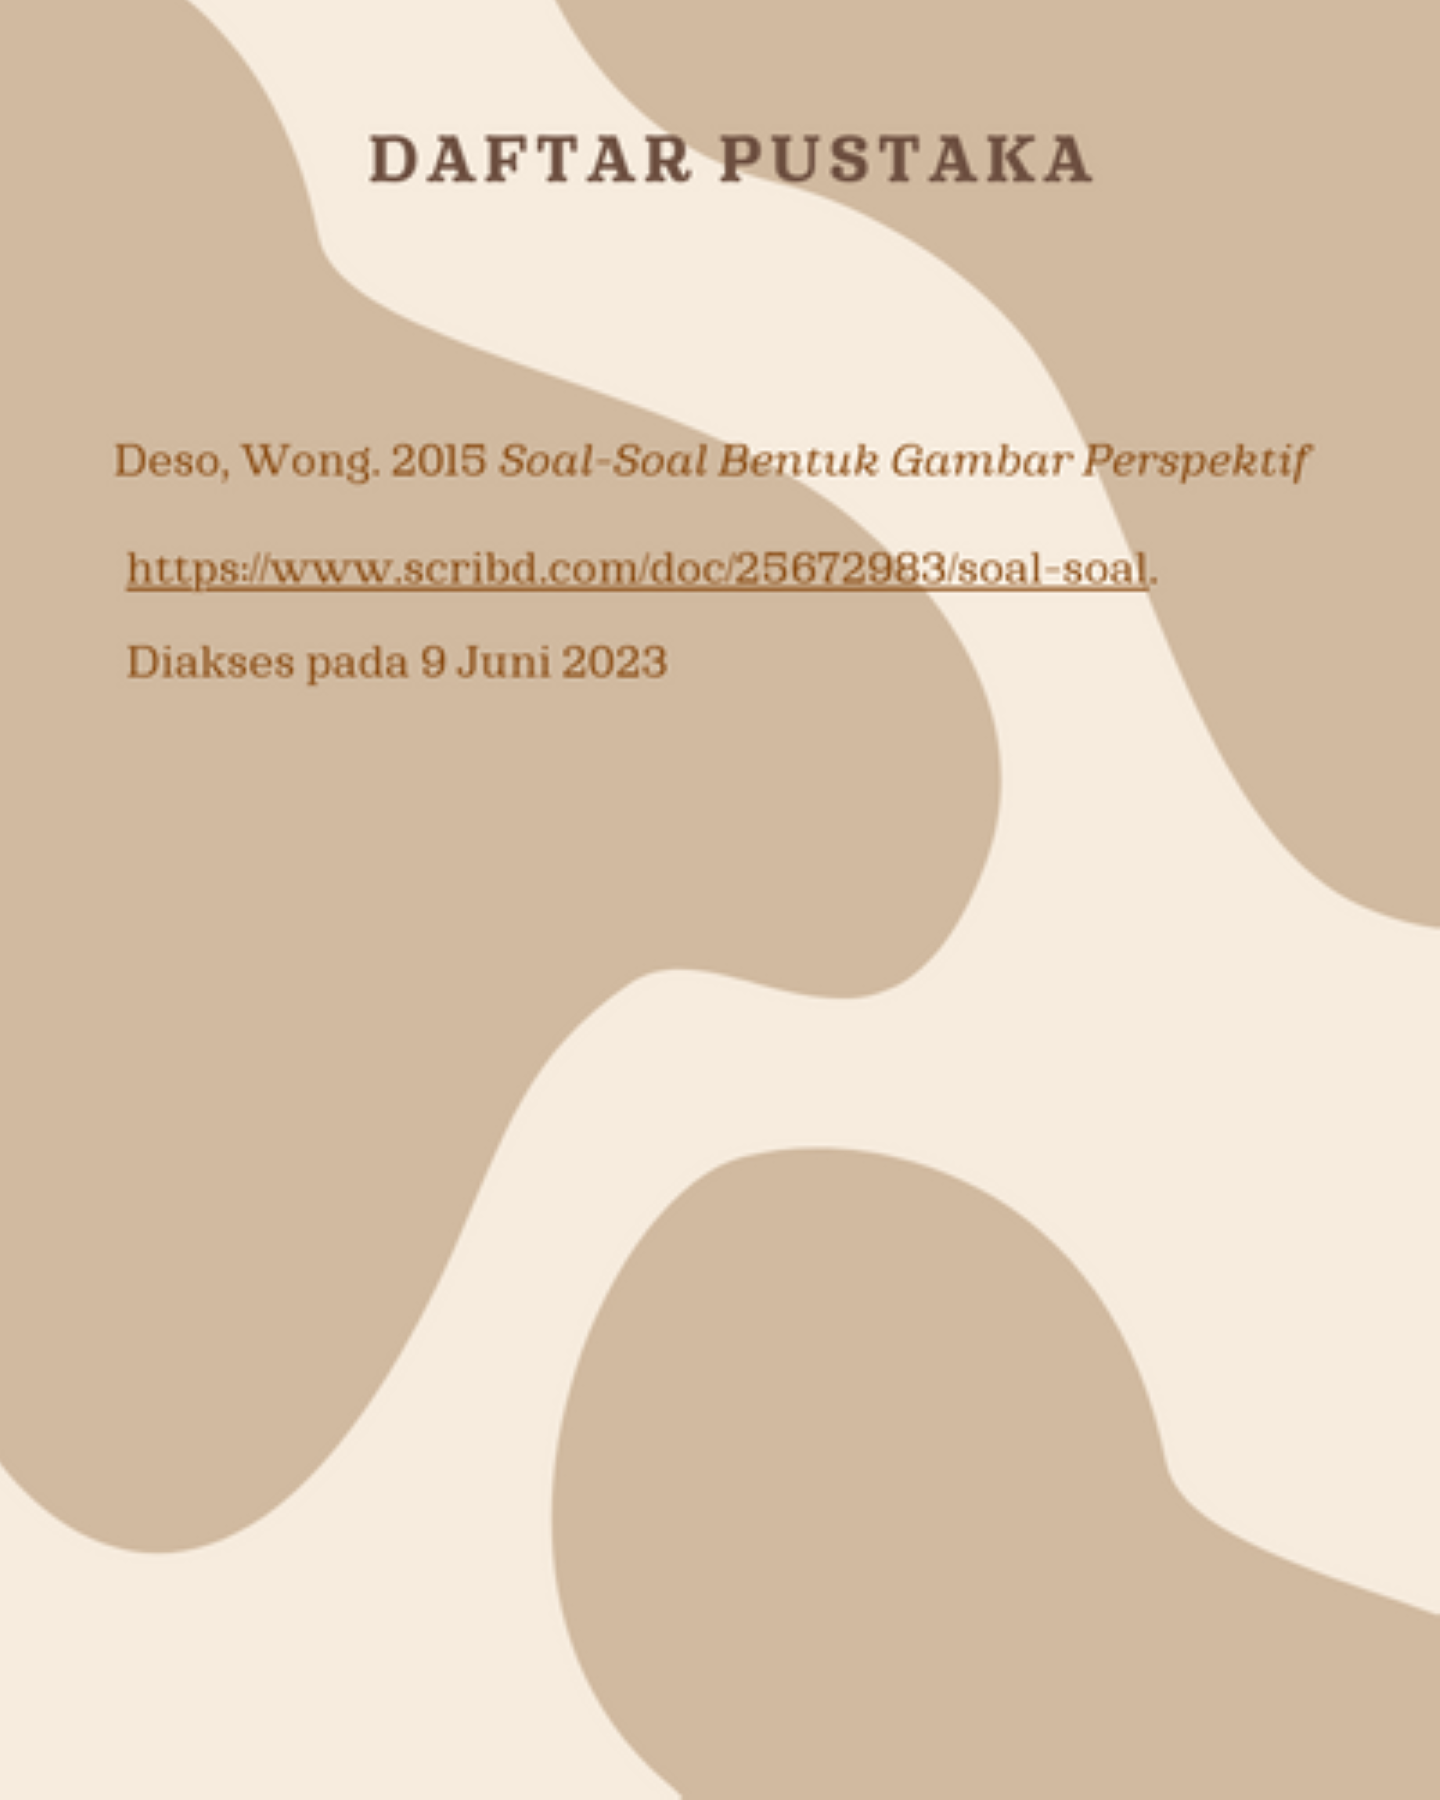 DAFTAR PUSTAKA
Deso, Wong. 2015 Soal-Soal Bentuk Gambar Perspektif
https://www.scribd.com/doc/25672983/soal-soal.
Diakses pada 9 Juni 2023